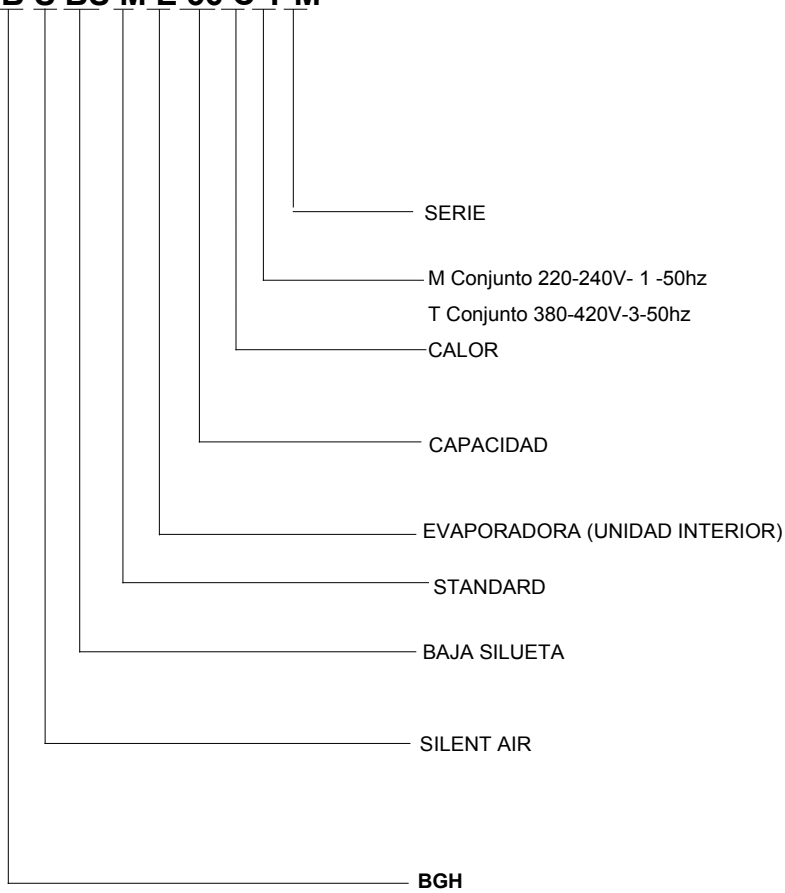 SERIE
M Conjunto 220-240V- 1 -50hz
T Conjunto 380-420V-3-50hz
CALOR
CAPACIDAD
EVAPORADORA (UNIDAD INTERIOR)
STANDARD
BAJA SILUETA
SILENT AIR
BGH